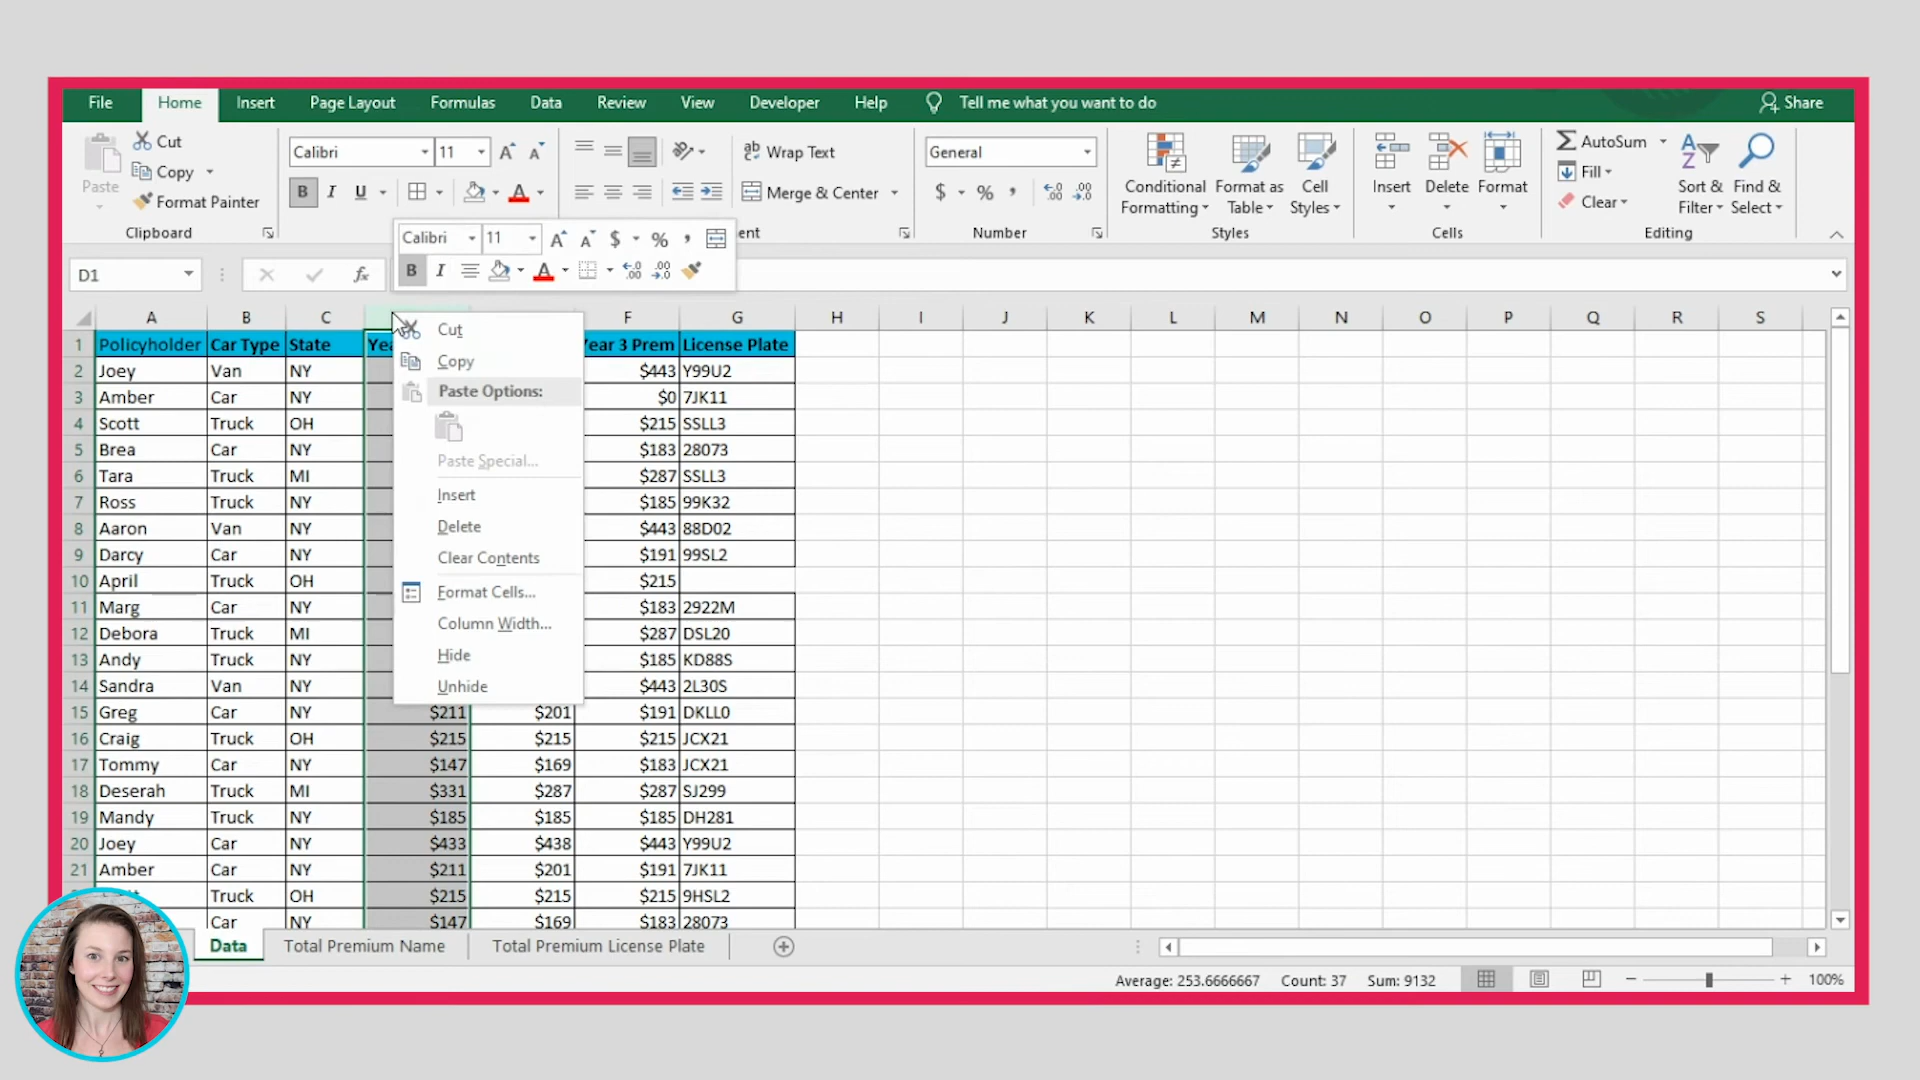 File Home Insert Page Layout Formulas Data Review View Developer Help Tell me what you want to do Share
Paste Cut
Copy
Format Painter
Clipboard
Calibri 11
B I U
Wrap Text
Merge & Center
ent
General
$ %
Number
Conditional Formatting
Format as Table
Cell Styles
Styles
Insert Delete Format
Cells
AutoSum
Fill
Clear
Sort & Filter
Find & Select
Editing
Calibri 11 $ %
B I
D1 fx
A B C F G H I J K L M N O P Q R S
1 Policyholder Car Type State Yea Year 3 Prem License Plate
2 Joey Van NY $443 Y99U2
3 Amber Car NY $0 7JK11
4 Scott Truck OH $215 SSLL3
5 Brea Car NY $183 28073
6 Tara Truck MI $287 SSLL3
7 Ross Truck NY $185 99K32
8 Aaron Van NY $443 88D02
9 Darcy Car NY $191 99SL2
10 April Truck OH $215
11 Marg Car NY $183 2922M
12 Debora Truck MI $287 DSL20
13 Andy Truck NY $185 KD88S
14 Sandra Van NY $443 2L30S
15 Greg Car NY $211 $201 $191 DKLL0
16 Craig Truck OH $215 $215 $215 JCX21
17 Tommy Car NY $147 $169 $183 JCX21
18 Deserah Truck MI $331 $287 $287 SJ299
19 Mandy Truck NY $185 $185 $185 DH281
20 Joey Car NY $433 $438 $443 Y99U2
21 Amber Car NY $211 $201 $191 7JK11
Truck OH $215 $215 $215 9HSL2
Car NY $147 $169 $183 28073
Cut
Copy
Paste Options:
Paste Special...
Insert
Delete
Clear Contents
Format Cells...
Column Width...
Hide
Unhide
Data Total Premium Name Total Premium License Plate
Average: 253.6666667 Count: 37 Sum: 9132 100%